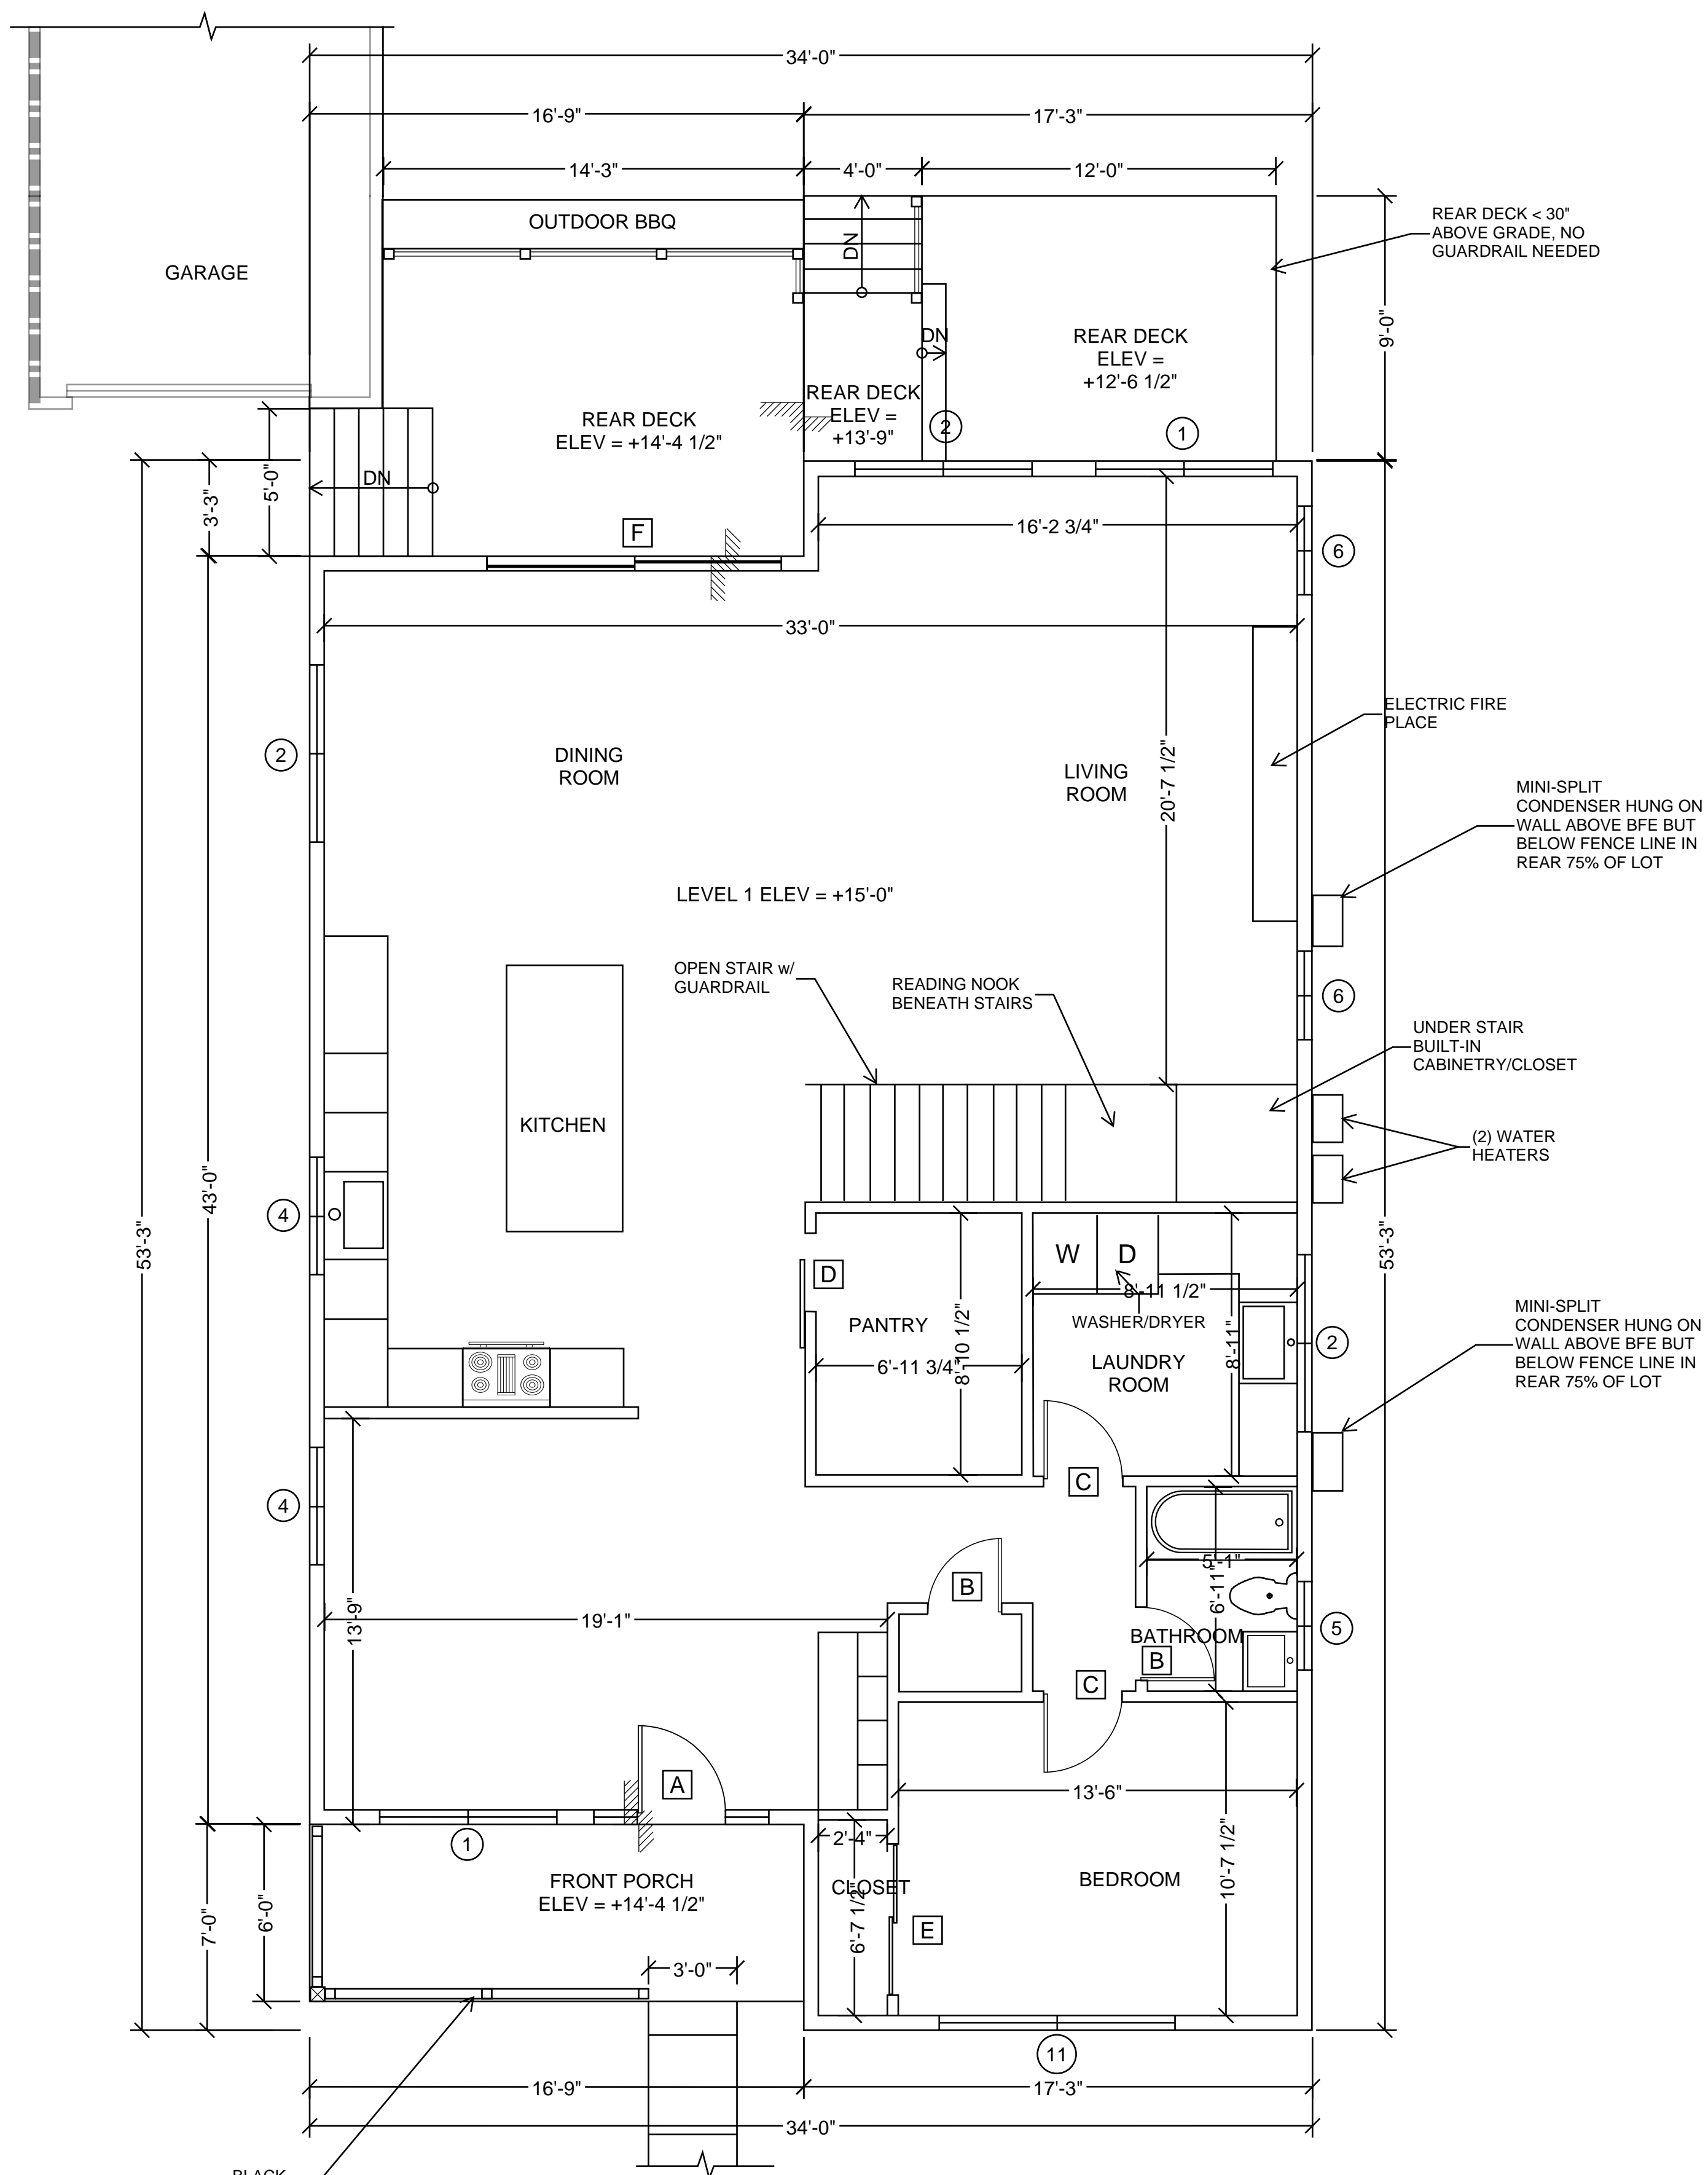 34'-0"
16'-9"
17'-3"
14'-3"
4'-0"
12'-0"
OUTDOOR BBQ
GARAGE
DN
REAR DECK < 30"
ABOVE GRADE, NO
GUARDRAIL NEEDED
9'-0"
DN
REAR DECK
ELEV =
+12'-6 1/2"
REAR DECK
ELEV =
+13'-9"
REAR DECK
ELEV = +14'-4 1/2"
2
1
DN
5'-0"
3'-3"
F
16'-2 3/4"
6
33'-0"
ELECTRIC FIRE
PLACE
2
DINING
ROOM
LIVING
ROOM
20'-7 1/2"
MINI-SPLIT
CONDENSER HUNG ON
WALL ABOVE BFE BUT
BELOW FENCE LINE IN
REAR 75% OF LOT
LEVEL 1 ELEV = +15'-0"
OPEN STAIR w/
GUARDRAIL
READING NOOK
BENEATH STAIRS
6
UNDER STAIR
BUILT-IN
CABINETRY/CLOSET
KITCHEN
(2) WATER
HEATERS
53'-3"
43'-0"
4
53'-3"
W
D
D
8'-11 1/2"
WASHER/DRYER
PANTRY
6'-11 3/4"
8'-10 1/2"
LAUNDRY
ROOM
8'-11"
2
MINI-SPLIT
CONDENSER HUNG ON
WALL ABOVE BFE BUT
BELOW FENCE LINE IN
REAR 75% OF LOT
C
4
5'-1"
6'-11"
B
13'-9"
19'-1"
BATHROOM
B
5
C
A
13'-6"
1
2'-4"
FRONT PORCH
ELEV = +14'-4 1/2"
CLOSET
6'-7 1/2"
BEDROOM
10'-7 1/2"
7'-0"
6'-0"
E
3'-0"
11
16'-9"
17'-3"
34'-0"
BLACK